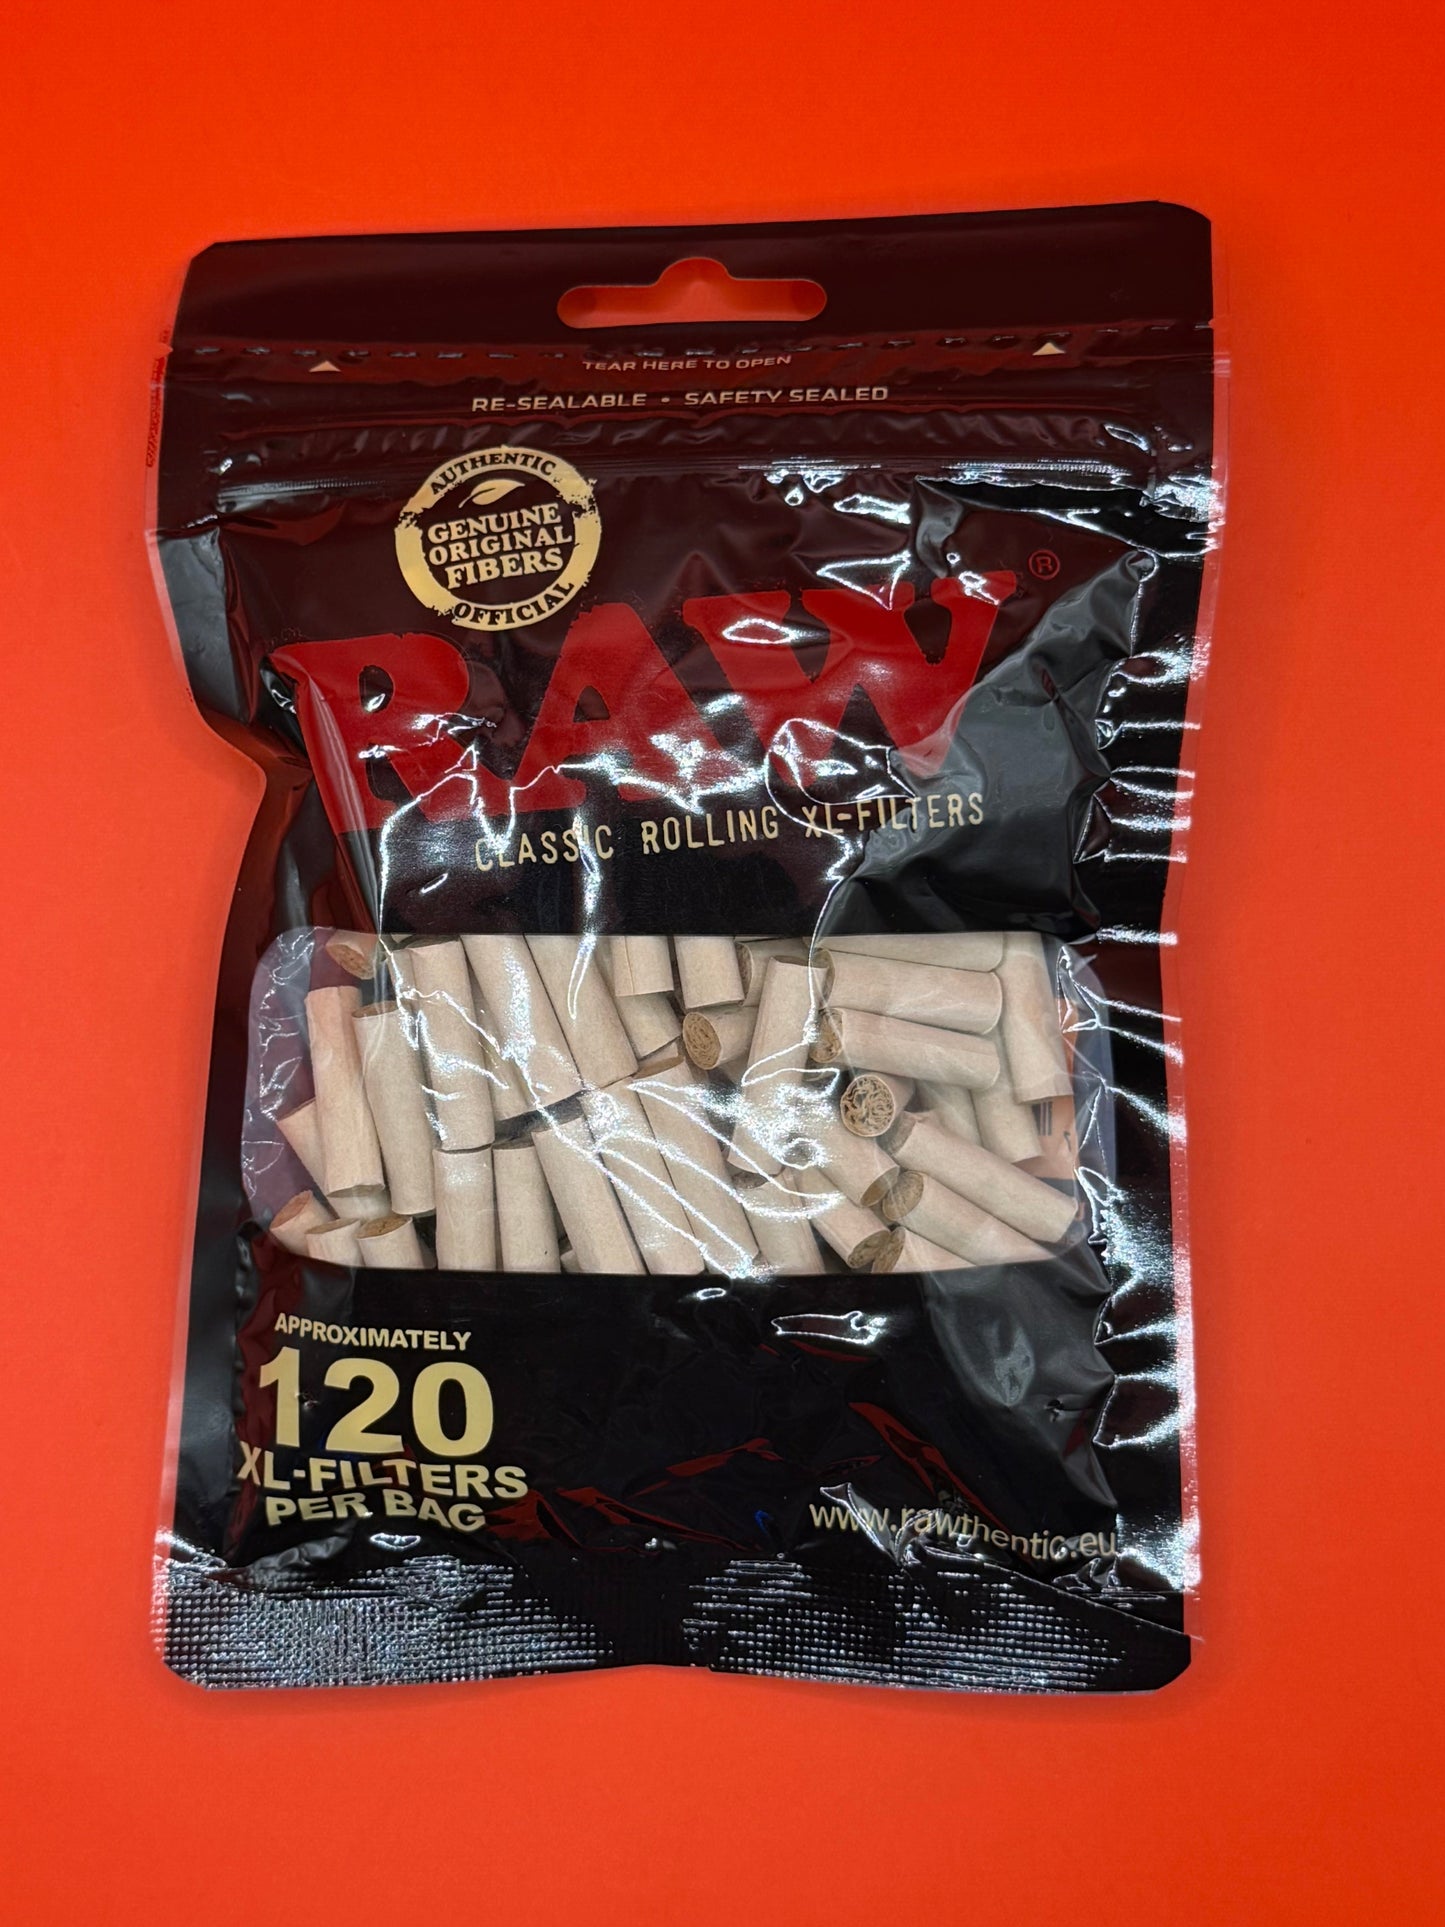 TEAR HERE TO OPEN
RE-SEALABLE • SAFETY SEALED
AUTHENTIC
GENUINE
ORIGINAL
FIBERS
OFFICIAL
RAW®
CLASSIC ROLLING XL-FILTERS
APPROXIMATELY
120
XL-FILTERS
PER BAG
www.rawthentic.eu